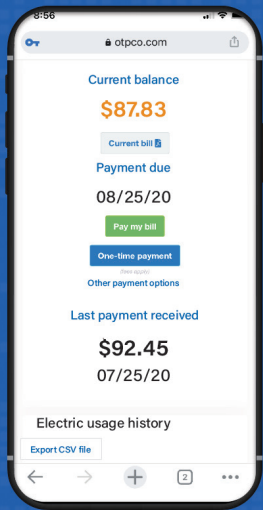 8:56
otpco.com
Current balance
$87.83
Current bill
Payment due
08/25/20
Pay my bill
One-time payment
(fees apply)
Other payment options
Last payment received
$92.45
07/25/20
Electric usage history
Export CSV file
2